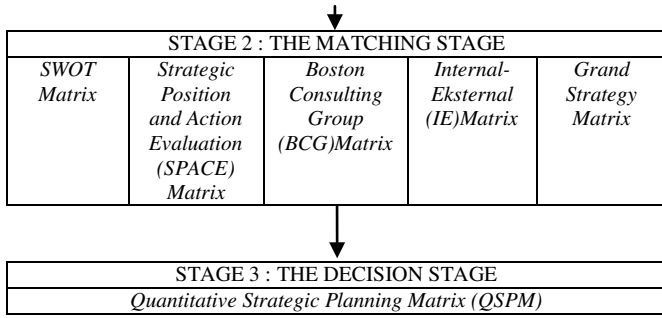 STAGE 2 : THE MATCHING STAGE
SWOT
Matrix
Strategic
Position
and Action
Evaluation
(SPACE)
Matrix
Boston
Consulting
Group
(BCG)Matrix
Internal-
Eksternal
(IE)Matrix
Grand
Strategy
Matrix
STAGE 3 : THE DECISION STAGE
Quantitative Strategic Planning Matrix (QSPM)